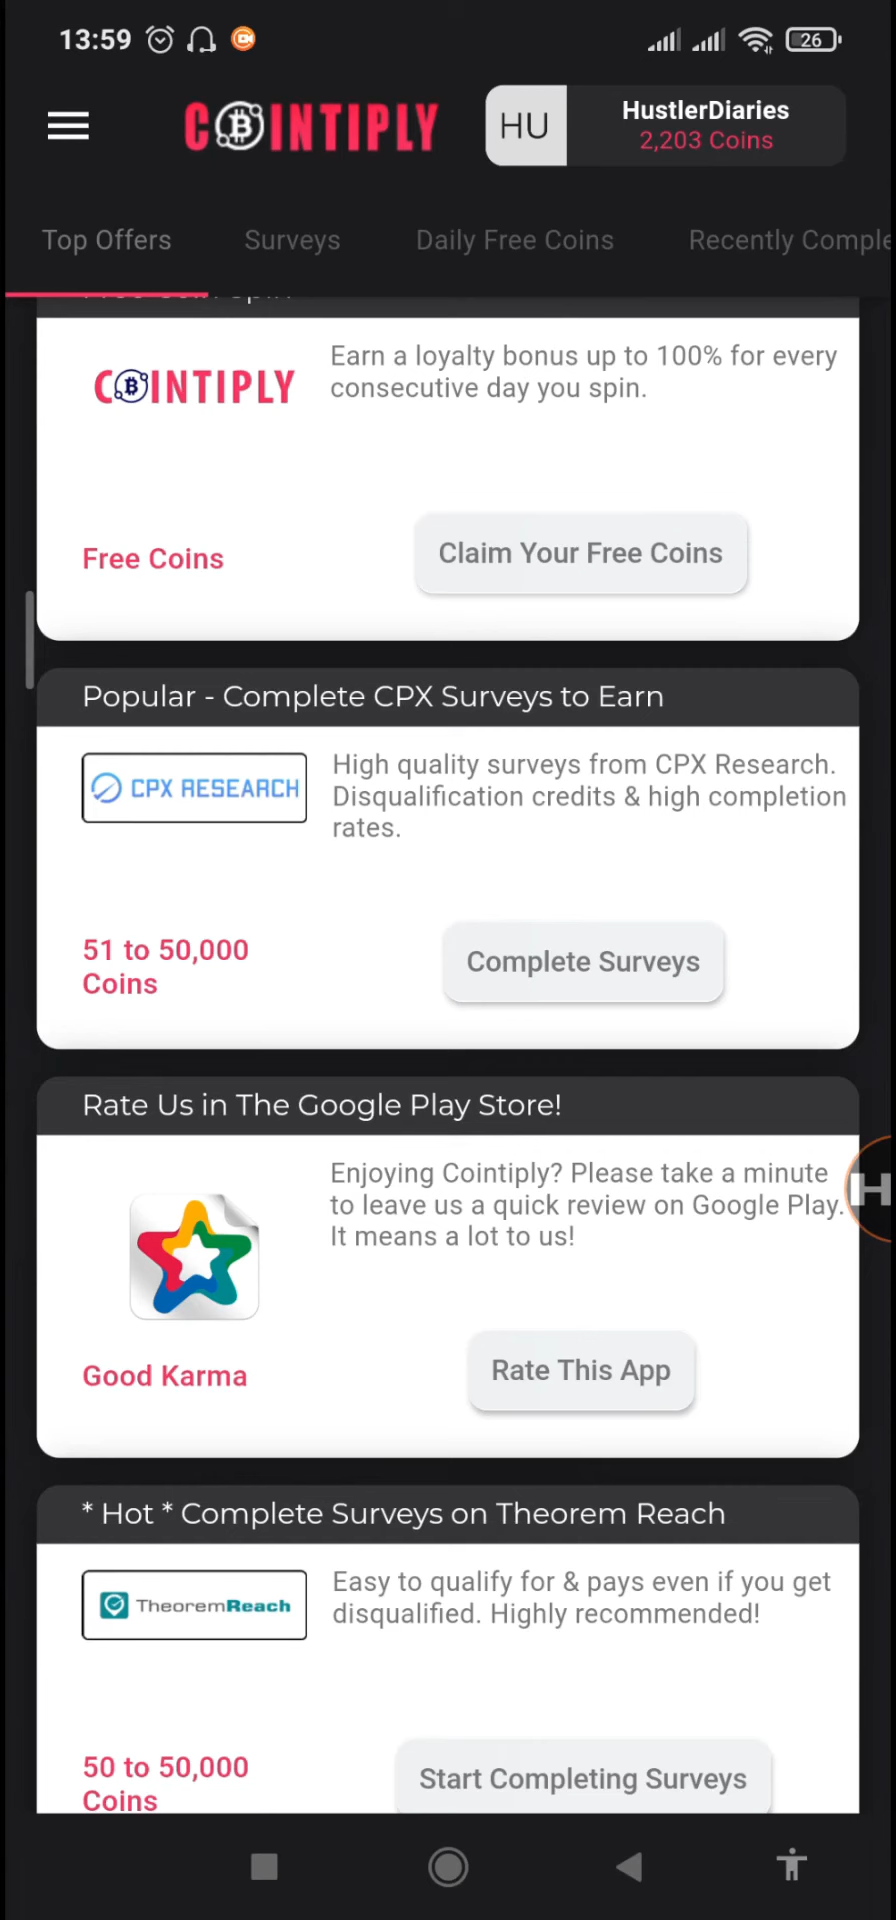 13:59
26
COINTIPLY
HU
HustlerDiaries
2,203 Coins
Top Offers
Surveys
Daily Free Coins
Recently Comple
COINTIPLY
Earn a loyalty bonus up to 100% for every
consecutive day you spin.
Free Coins
Claim Your Free Coins
Popular - Complete CPX Surveys to Earn
CPX RESEARCH
High quality surveys from CPX Research.
Disqualification credits & high completion
rates.
51 to 50,000
Coins
Complete Surveys
Rate Us in The Google Play Store!
Enjoying Cointiply? Please take a minute
to leave us a quick review on Google Play.
It means a lot to us!
Good Karma
Rate This App
* Hot * Complete Surveys on Theorem Reach
TheoremReach
Easy to qualify for & pays even if you get
disqualified. Highly recommended!
50 to 50,000
Coins
Start Completing Surveys